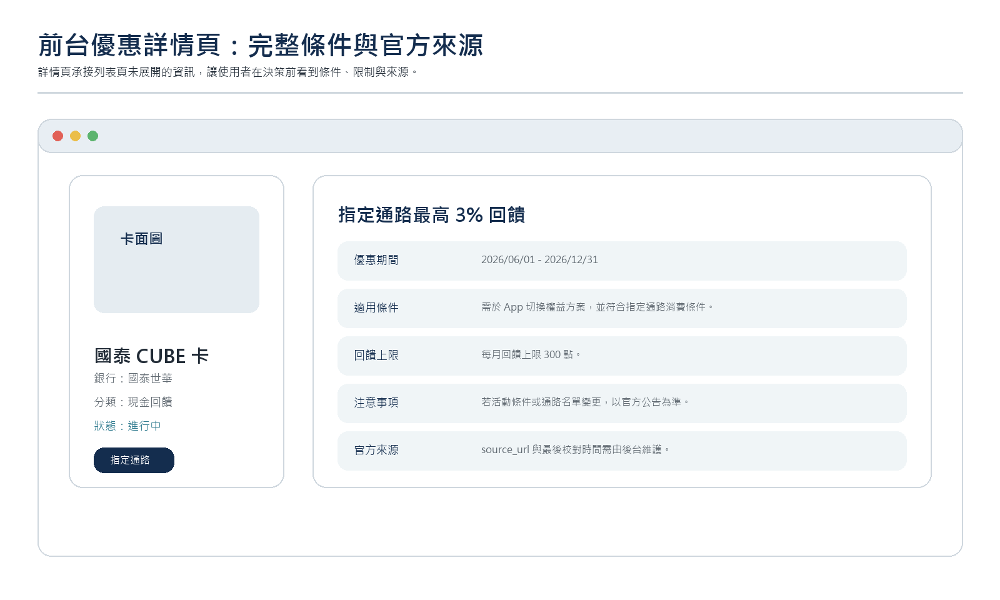 前台優惠詳情頁：完整條件與官方來源
詳情頁承接列表頁未展開的資訊，讓使用者在決策前看到條件、限制與來源。
卡面圖
國泰 CUBE 卡
銀行：國泰世華
分類：現金回饋
狀態：進行中
指定通路
指定通路最高 3% 回饋
優惠期間 2026/06/01 - 2026/12/31
適用條件 需於 App 切換權益方案，並符合指定通路消費條件。
回饋上限 每月回饋上限 300 點。
注意事項 若活動條件或通路名單變更，以官方公告為準。
官方來源 source_url 與最後校對時間需由後台維護。